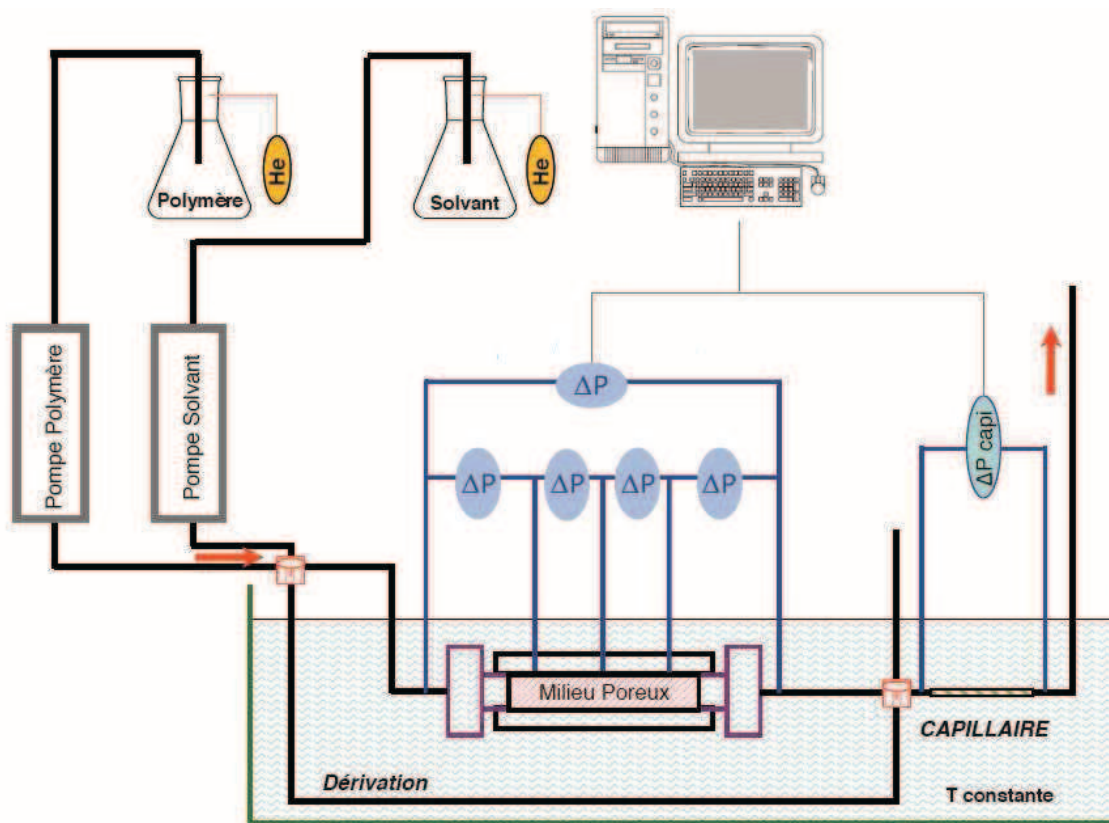 Polymère
He
Solvant
He
Pompe Polymère
Pompe Solvant
ΔP
ΔP
ΔP
ΔP
ΔP
ΔP capi
Milieu Poreux
CAPILLAIRE
Dérivation
T constante